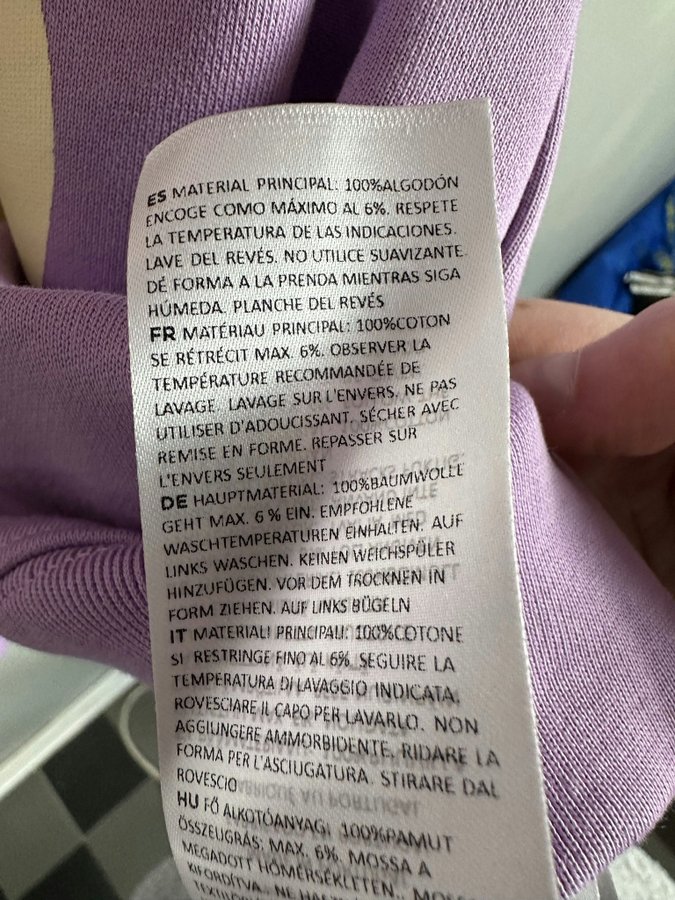 ES MATERIAL PRINCIPAL: 100%ALGODÓN
ENCOGE COMO MÁXIMO AL 6%. RESPETE
LA TEMPERATURA DE LAS INDICACIONES.
LAVE DEL REVÉS. NO UTILICE SUAVIZANTE.
DÉ FORMA A LA PRENDA MIENTRAS SIGA
HÚMEDA. PLANCHE DEL REVÉS
FR MATÉRIAU PRINCIPAL: 100%COTON
SE RÉTRÉCIT MAX. 6%. OBSERVER LA
TEMPÉRATURE RECOMMANDÉE DE
LAVAGE. LAVAGE SUR L'ENVERS. NE PAS
UTILISER D'ADOUCISSANT. SÉCHER AVEC
REMISE EN FORME. REPASSER SUR
L'ENVERS SEULEMENT
DE HAUPTMATERIAL: 100%BAUMWOLLE
GEHT MAX. 6 % EIN. EMPFOHLENE
WASCHTEMPERATUREN EINHALTEN. AUF
LINKS WASCHEN. KEINEN WEICHSPÜLER
HINZUFÜGEN. VOR DEM TROCKNEN IN
FORM ZIEHEN. AUF LINKS BÜGELN
IT MATERIALI PRINCIPALI: 100%COTONE
SI RESTRINGE FINO AL 6%. SEGUIRE LA
TEMPERATURA DI LAVAGGIO INDICATA.
ROVESCIARE IL CAPO PER LAVARLO. NON
AGGIUNGERE AMMORBIDENTE. RIDARE LA
FORMA PER L'ASCIUGATURA. STIRARE DAL
ROVESCIO
HU FŐ ALKOTÓANYAG: 100%PAMUT
ÖSSZEUGRÁS: MAX. 6%. MOSSA A
MEGADOTT HŐMÉRSÉKLETEN.
KIFORDÍTVA. NE